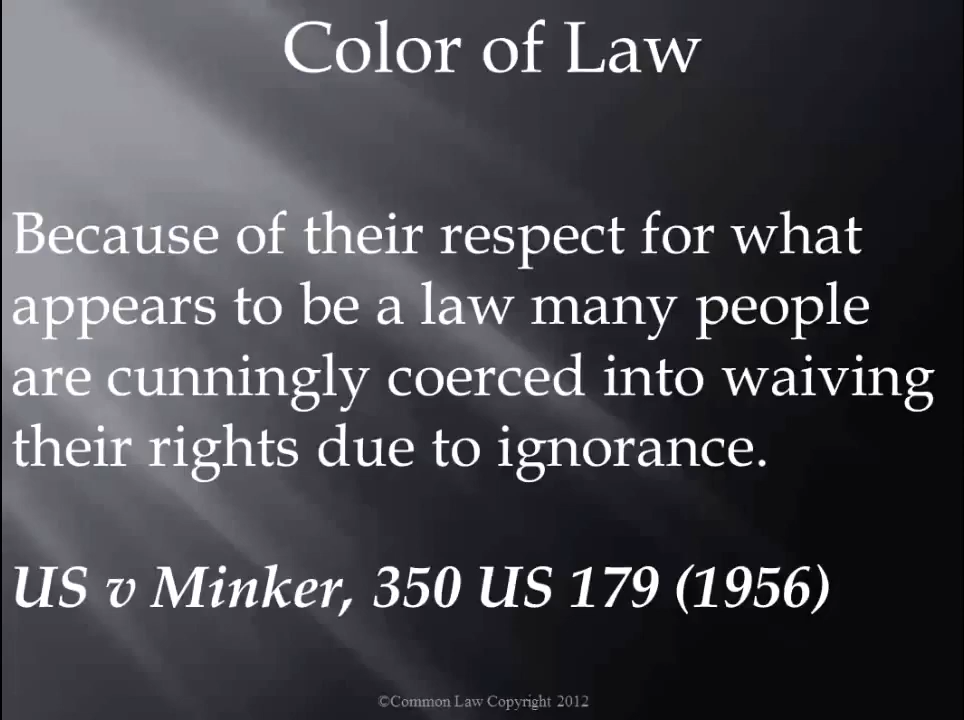 Color of Law
Because of their respect for what
appears to be a law many people
are cunningly coerced into waiving
their rights due to ignorance.
US v Minker, 350 US 179 (1956)
©Common Law Copyright 2012